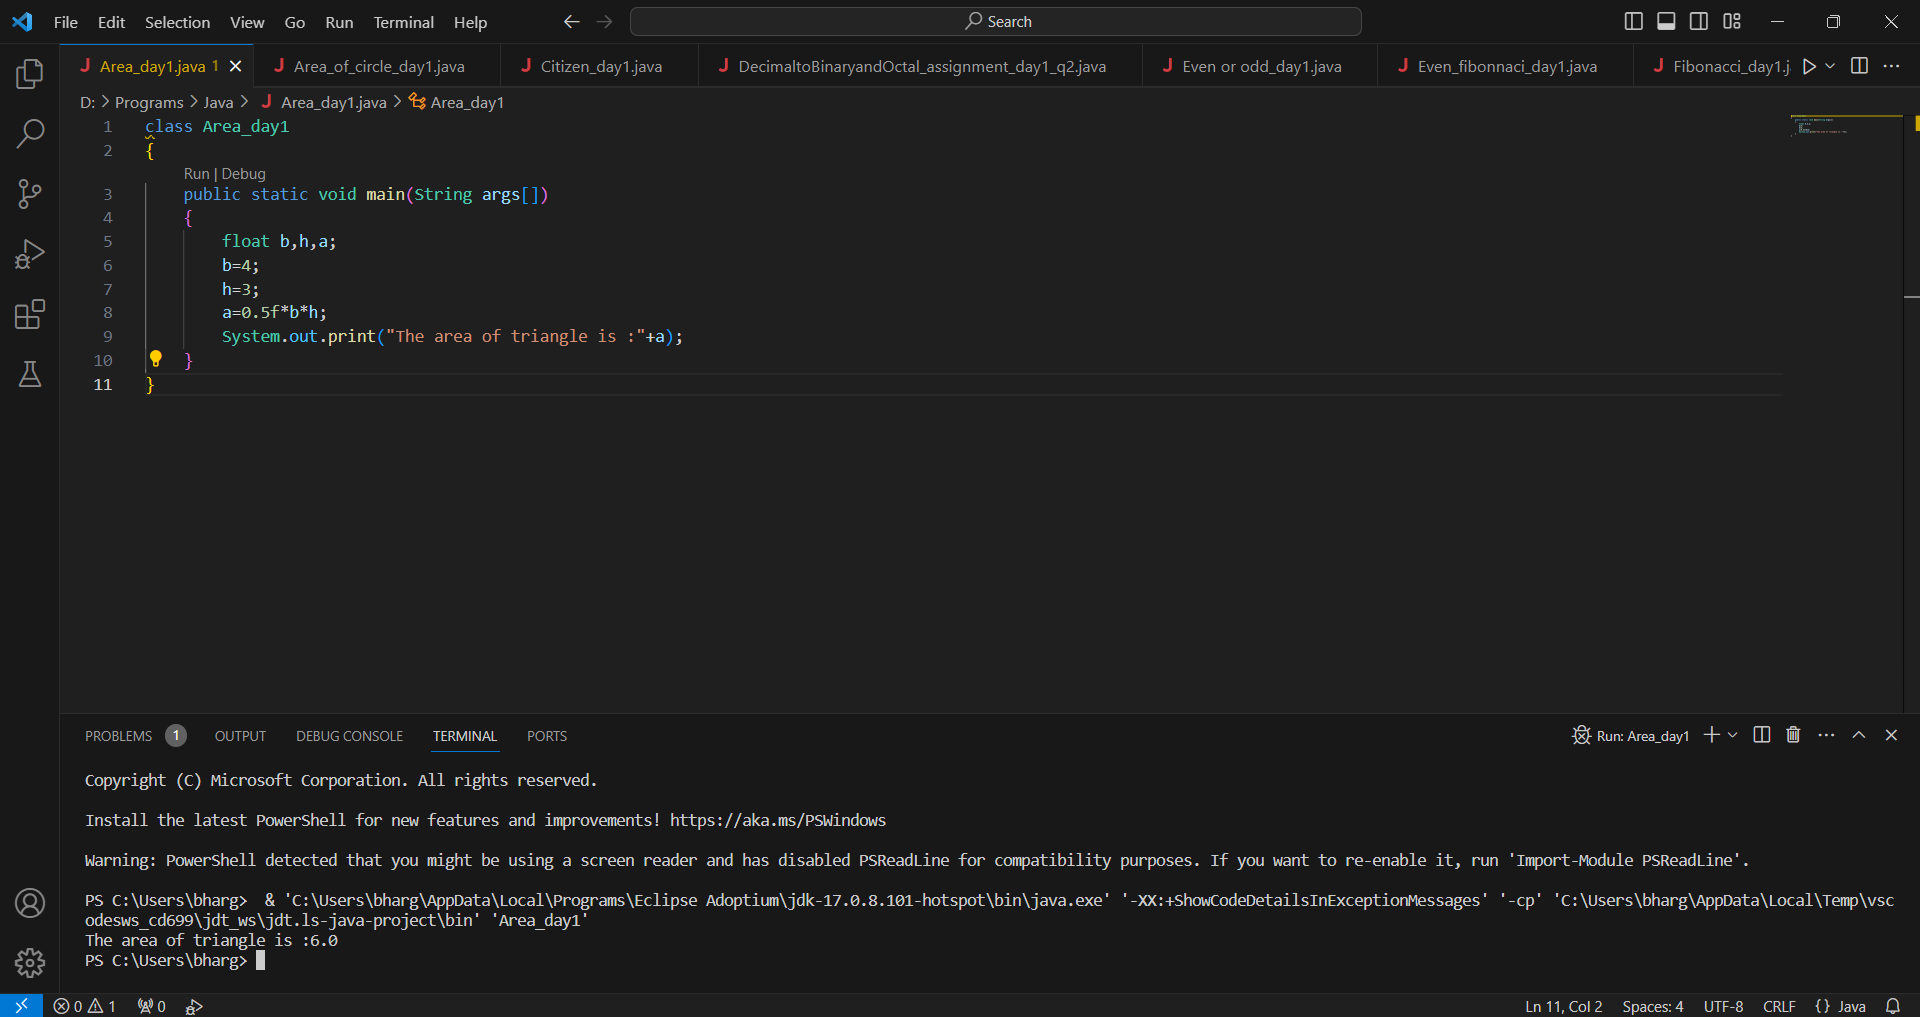 File Edit Selection View Go Run Terminal Help Search
Area_day1.java 1 Area_of_circle_day1.java Citizen_day1.java DecimaltoBinaryandOctal_assignment_day1_q2.java Even or odd_day1.java Even_fibonnaci_day1.java Fibonacci_day1.j
D: > Programs > Java > Area_day1.java > Area_day1
1 class Area_day1
2 {
Run | Debug
3 public static void main(String args[])
4 {
5 float b,h,a;
6 b=4;
7 h=3;
8 a=0.5f*b*h;
9 System.out.print("The area of triangle is :"+a);
10 }
11 }
PROBLEMS 1 OUTPUT DEBUG CONSOLE TERMINAL PORTS Run: Area_day1
Copyright (C) Microsoft Corporation. All rights reserved.
Install the latest PowerShell for new features and improvements! https://aka.ms/PSWindows
Warning: PowerShell detected that you might be using a screen reader and has disabled PSReadLine for compatibility purposes. If you want to re-enable it, run 'Import-Module PSReadLine'.
PS C:\Users\bharg>  & 'C:\Users\bharg\AppData\Local\Programs\Eclipse Adoptium\jdk-17.0.8.101-hotspot\bin\java.exe' '-XX:+ShowCodeDetailsInExceptionMessages' '-cp' 'C:\Users\bharg\AppData\Local\Temp\vsc
odesws_cd699\jdt_ws\jdt.ls-java-project\bin' 'Area_day1'
The area of triangle is :6.0
PS C:\Users\bharg>
0 1 0 Ln 11, Col 2 Spaces: 4 UTF-8 CRLF {} Java